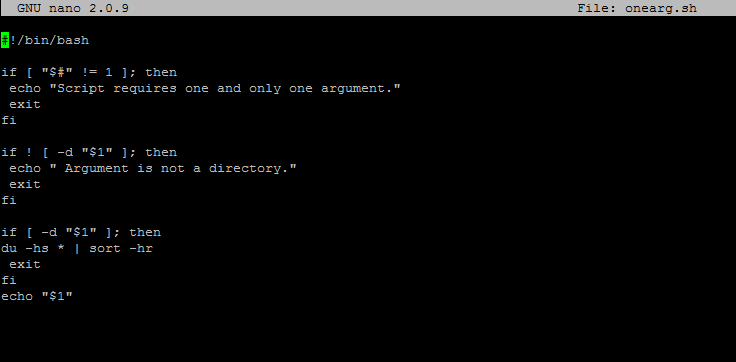 GNU nano 2.0.9 File: onearg.sh
#!/bin/bash
if [ "$#" != 1 ]; then
echo "Script requires one and only one argument."
exit
fi
if ! [ -d "$1" ]; then
echo " Argument is not a directory."
exit
fi
if [ -d "$1" ]; then
du -hs * | sort -hr
exit
fi
echo "$1"